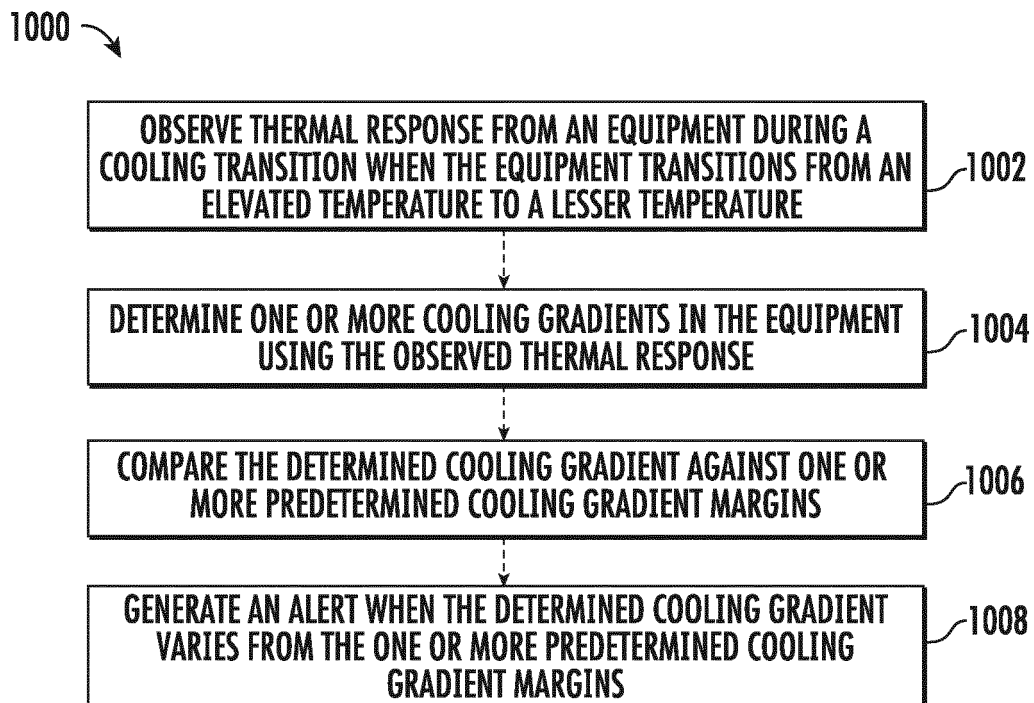 1000
OBSERVE THERMAL RESPONSE FROM AN EQUIPMENT DURING A
COOLING TRANSITION WHEN THE EQUIPMENT TRANSITIONS FROM AN
ELEVATED TEMPERATURE TO A LESSER TEMPERATURE
1002
DETERMINE ONE OR MORE COOLING GRADIENTS IN THE EQUIPMENT
USING THE OBSERVED THERMAL RESPONSE
1004
COMPARE THE DETERMINED COOLING GRADIENT AGAINST ONE OR
MORE PREDETERMINED COOLING GRADIENT MARGINS
1006
GENERATE AN ALERT WHEN THE DETERMINED COOLING GRADIENT
VARIES FROM THE ONE OR MORE PREDETERMINED COOLING
GRADIENT MARGINS
1008